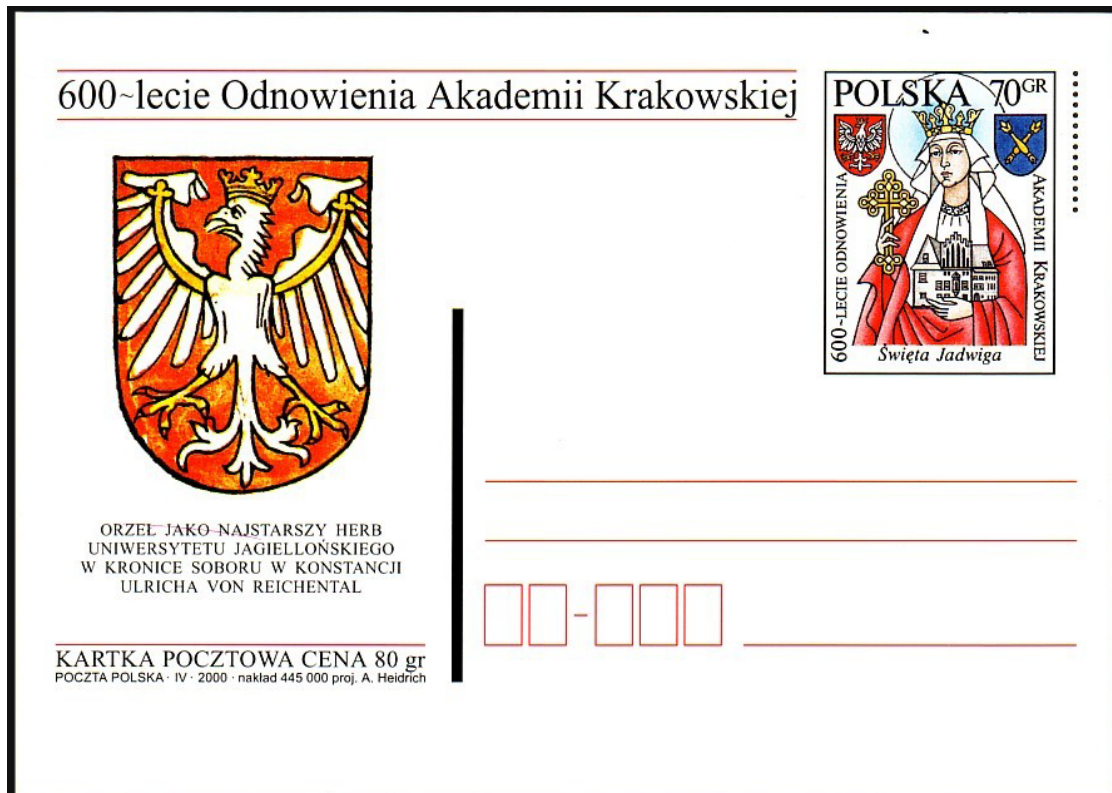 600~lecie Odnowienia Akademii Krakowskiej
POLSKA 70GR
600~LECIE ODNOWIENIA
AKADEMII KRAKOWSKIEJ
Święta Jadwiga
ORZEŁ JAKO NAJSTARSZY HERB
UNIWERSYTETU JAGIELLOŃSKIEGO
W KRONICE SOBORU W KONSTANCJI
ULRICHA VON REICHENTAL
KARTKA POCZTOWA CENA 80 gr
POCZTA POLSKA · IV · 2000 · nakład 445 000 proj. A. Heidrich